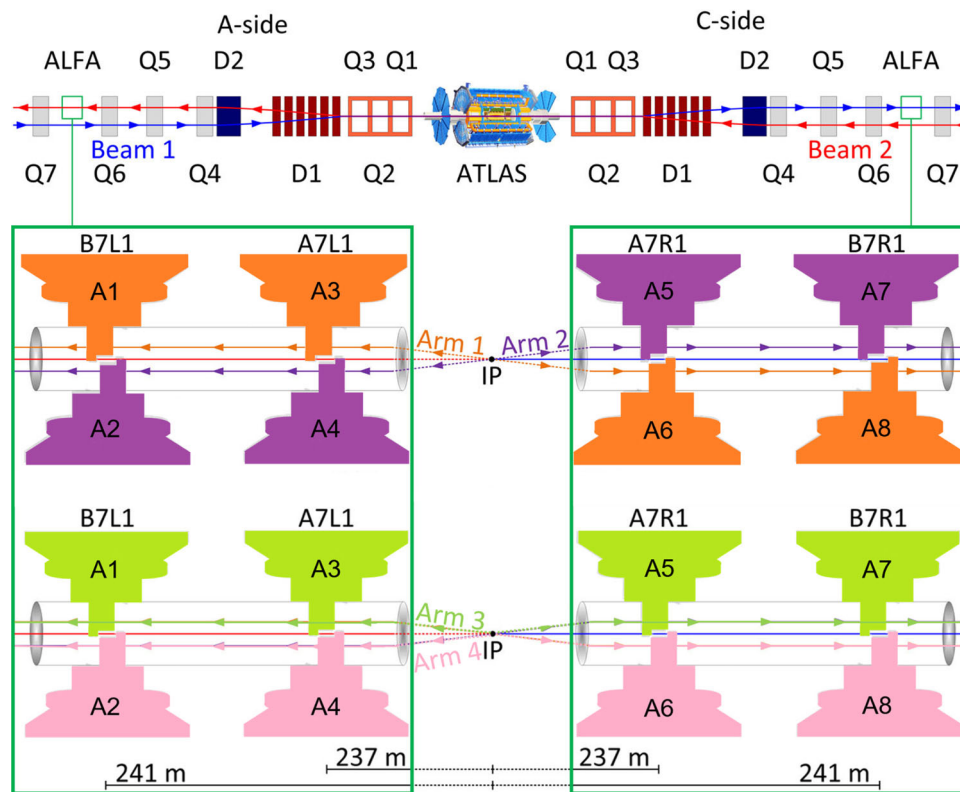 A-side
C-side
ALFA Q5 D2 Q3 Q1 Q1 Q3 D2 Q5 ALFA
Beam 1
Beam 2
Q7 Q6 Q4 D1 Q2 ATLAS Q2 D1 Q4 Q6 Q7
B7L1 A7L1 A7R1 B7R1
A1 A3 A5 A7
Arm 1 Arm 2
IP
A2 A4 A6 A8
B7L1 A7L1 A7R1 B7R1
A1 A3 A5 A7
Arm 3
Arm 4 IP
A2 A4 A6 A8
237 m 237 m
241 m 241 m